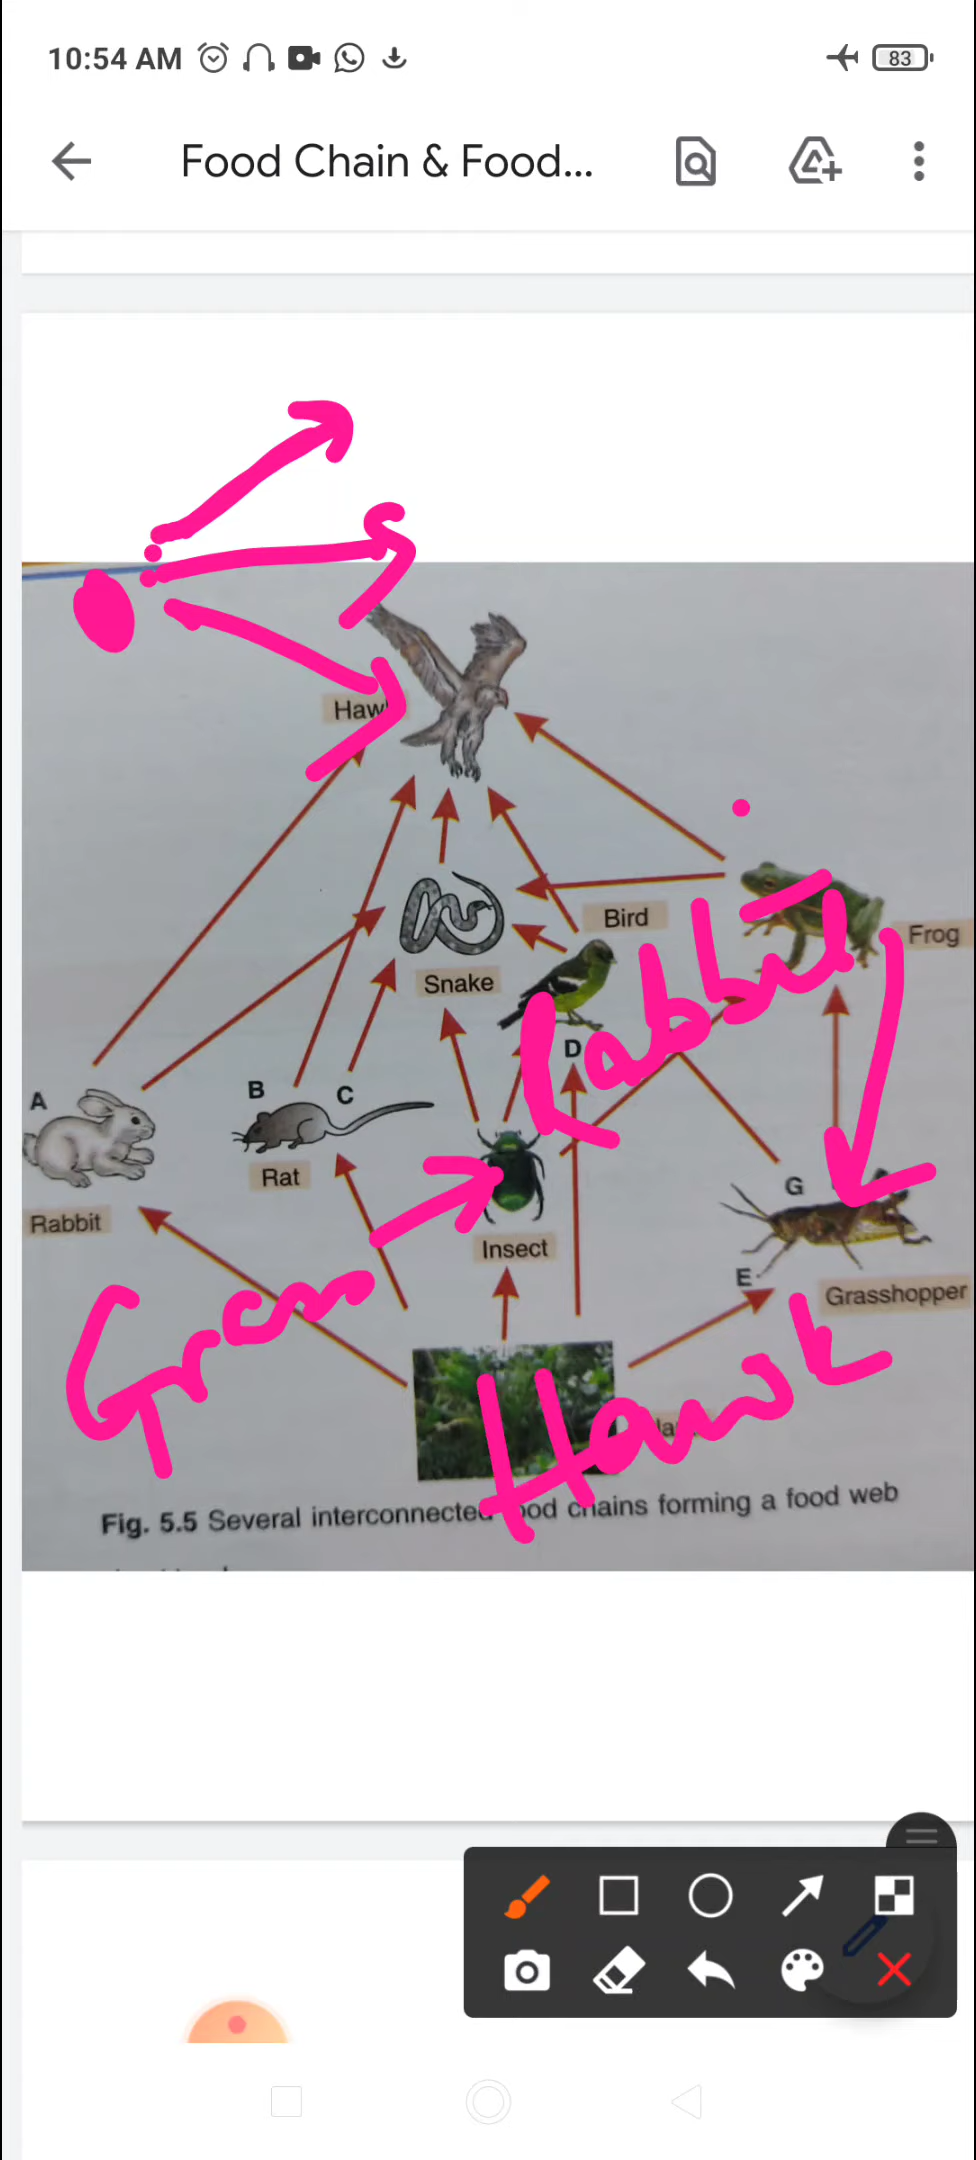 10:54 AM
83
Food Chain & Food...
Haw
Bird
Frog
Snake
Rabbit
D
A
B
C
Rat
G
Rabbit
Insect
E
Grasshopper
Grass
Hawk
Fig. 5.5 Several interconnected food chains forming a food web